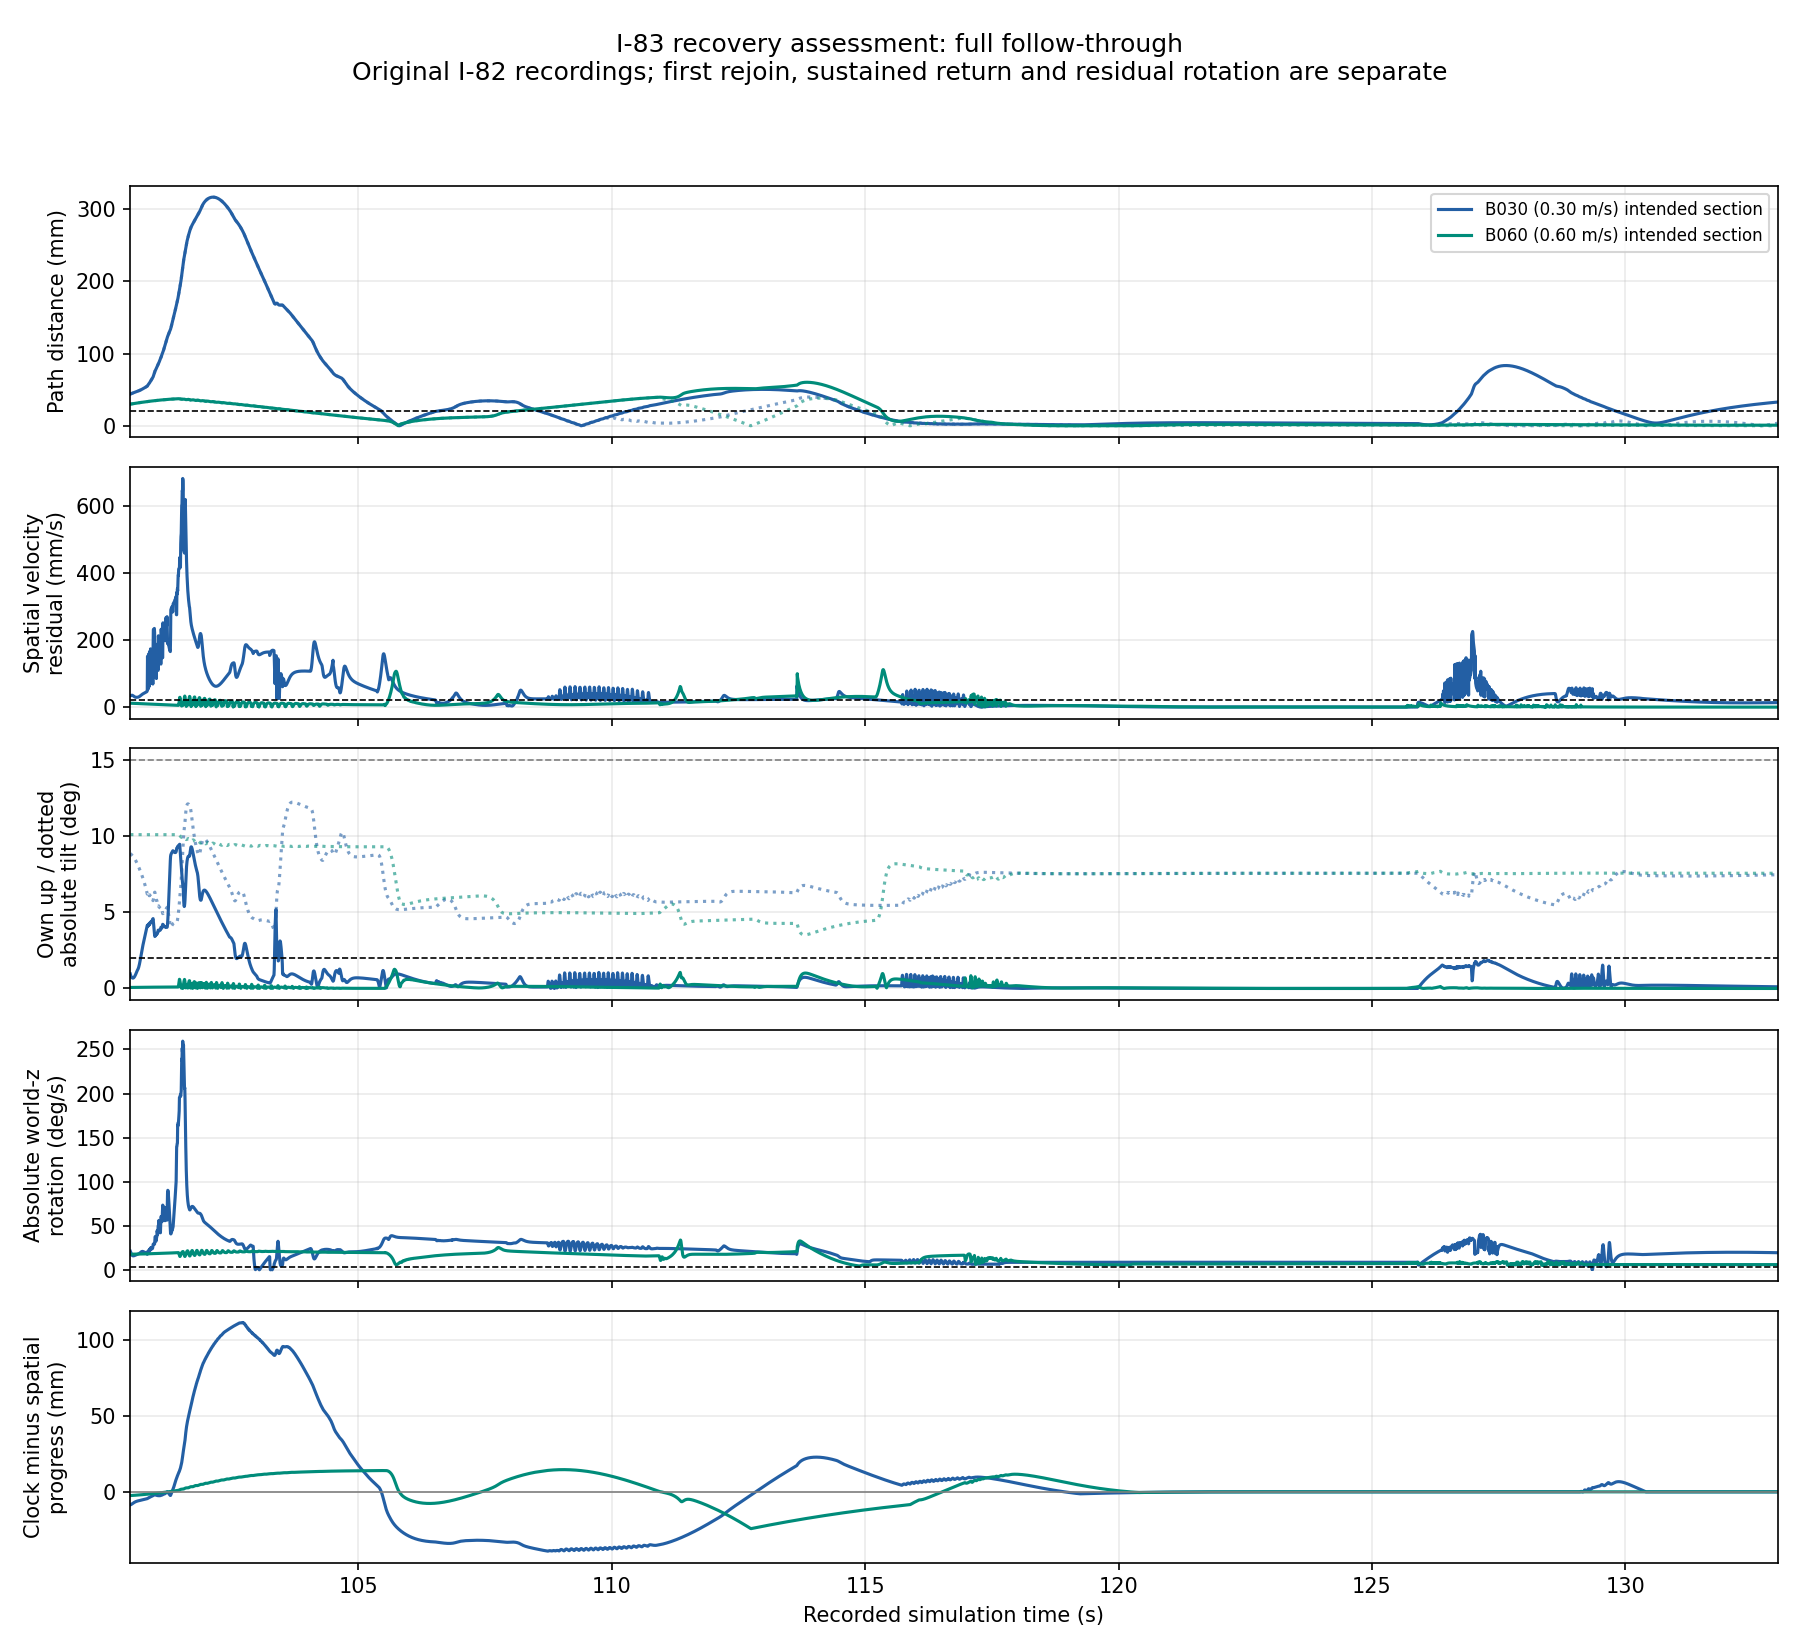 I-83 recovery assessment: full follow-through
Original I-82 recordings; first rejoin, sustained return and residual rotation are separate
Path distance (mm)
300
200
100
0
B030 (0.30 m/s) intended section
B060 (0.60 m/s) intended section
Spatial velocity
residual (mm/s)
600
400
200
0
Own up / dotted
absolute tilt (deg)
15
10
5
0
Absolute world-z
rotation (deg/s)
250
200
150
100
50
0
Clock minus spatial
progress (mm)
100
50
0
105 110 115 120 125 130
Recorded simulation time (s)